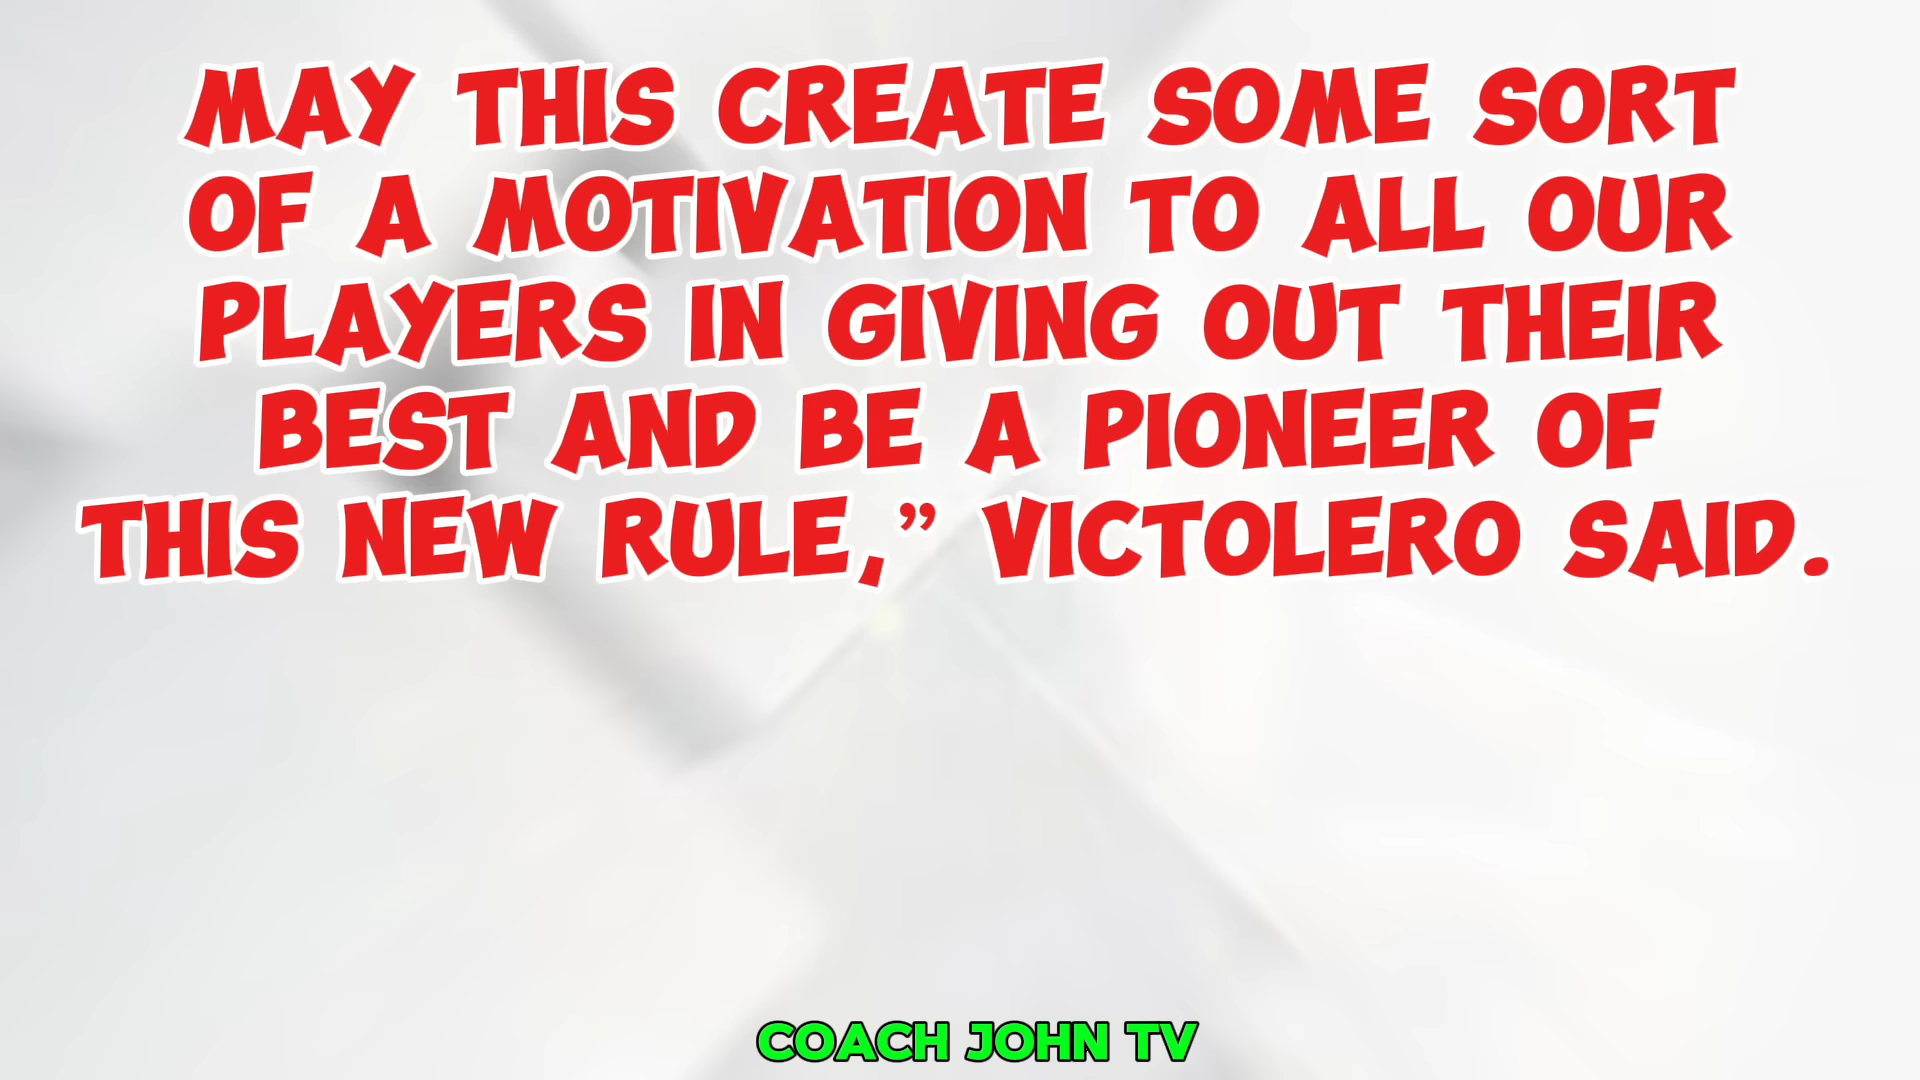 MAY THIS CREATE SOME SORT
OF A MOTIVATION TO ALL OUR
PLAYERS IN GIVING OUT THEIR
BEST AND BE A PIONEER OF
THIS NEW RULE,” VICTOLERO SAID.
COACH JOHN TV